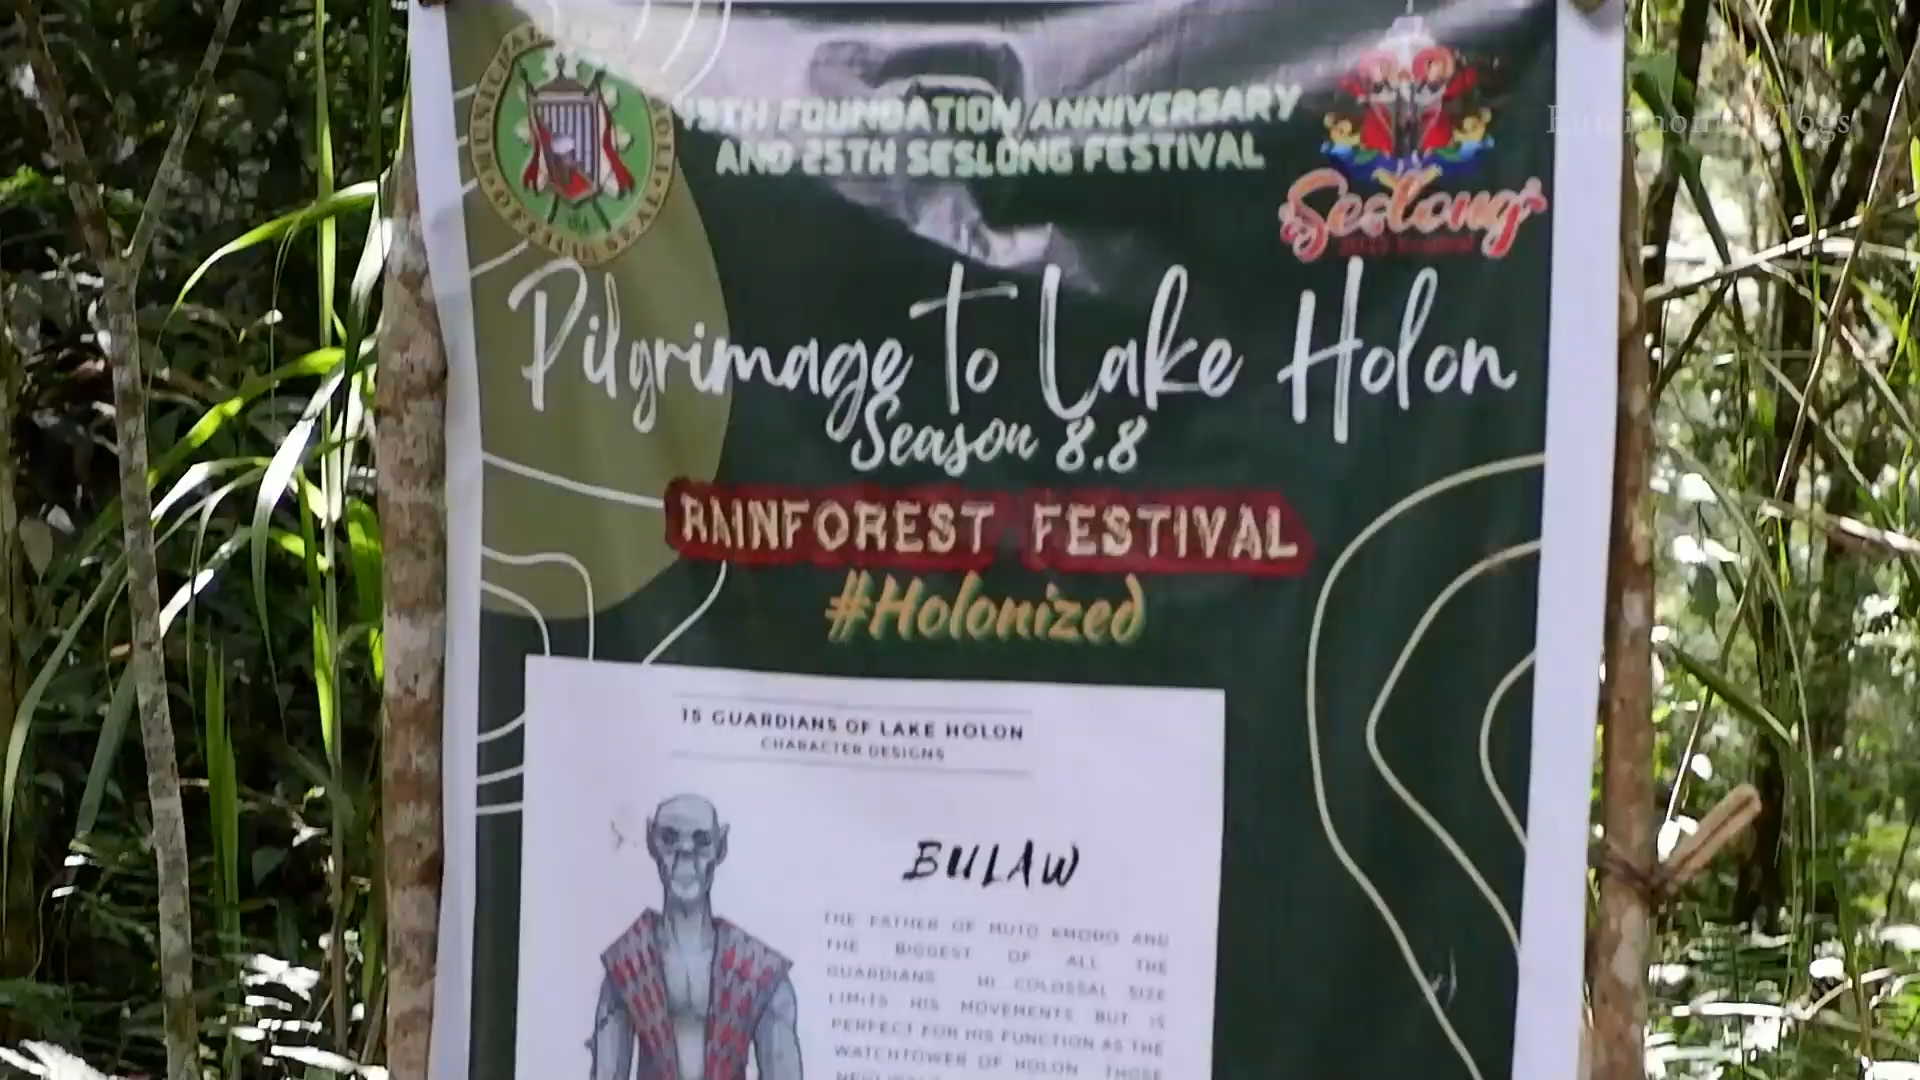 FOUNDATION ANNIVERSARY
AND 25TH SESLONG FESTIVAL
Seslong
Pilgrimage to Lake Holon
Season 8.8
RAINFOREST FESTIVAL
#Holonized
15 GUARDIANS OF LAKE HOLON
CHARACTER DESIGNS
BULAW
THE FATHER OF MUTO KMORO AND
THE BIGGEST OF ALL THE
GUARDIANS HI COLOSSAL SIZE
LIMITS HIS MOVEMENTS BUT IS
PERFECT FOR HIS FUNCTION AS THE
WATCHTOWER OF HOLON THOSE